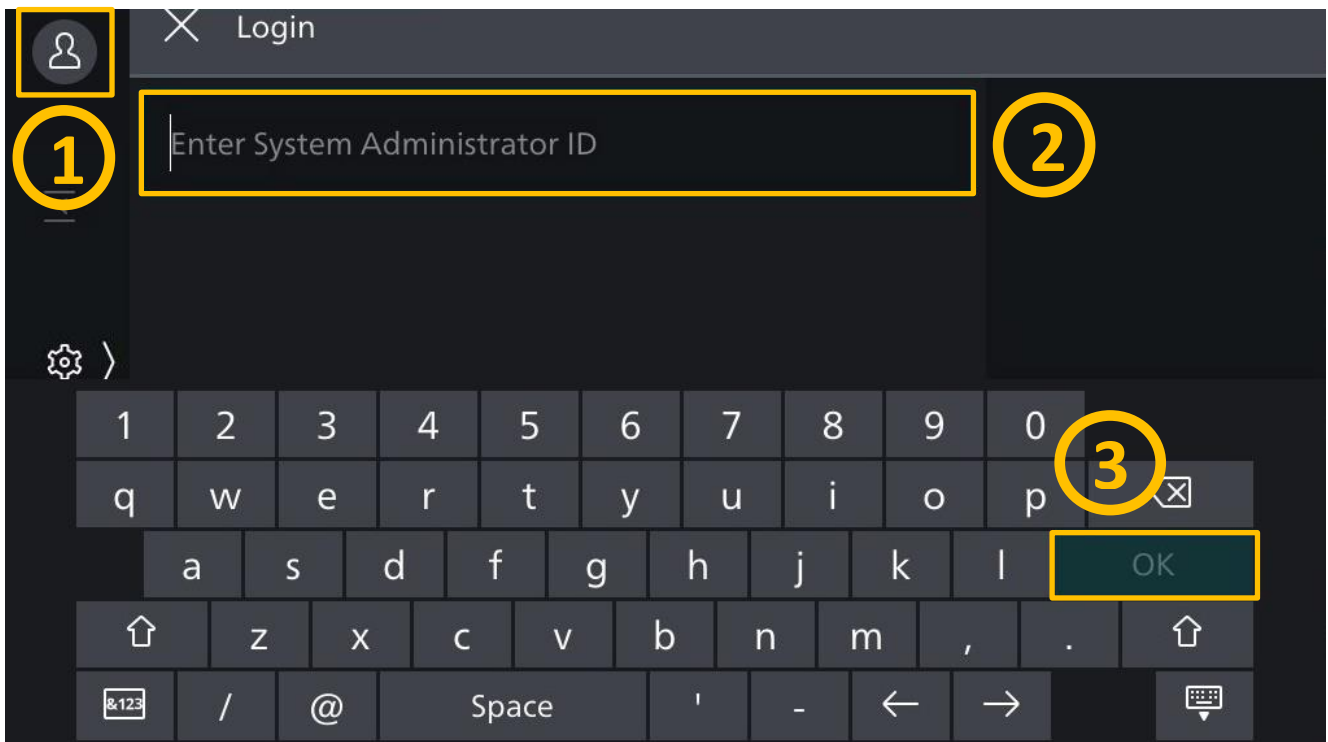 Login
1
Enter System Administrator ID
2
1 2 3 4 5 6 7 8 9 0
3
q w e r t y u i o p
a s d f g h j k l OK
z x c v b n m , .
&123 / @ Space ' -